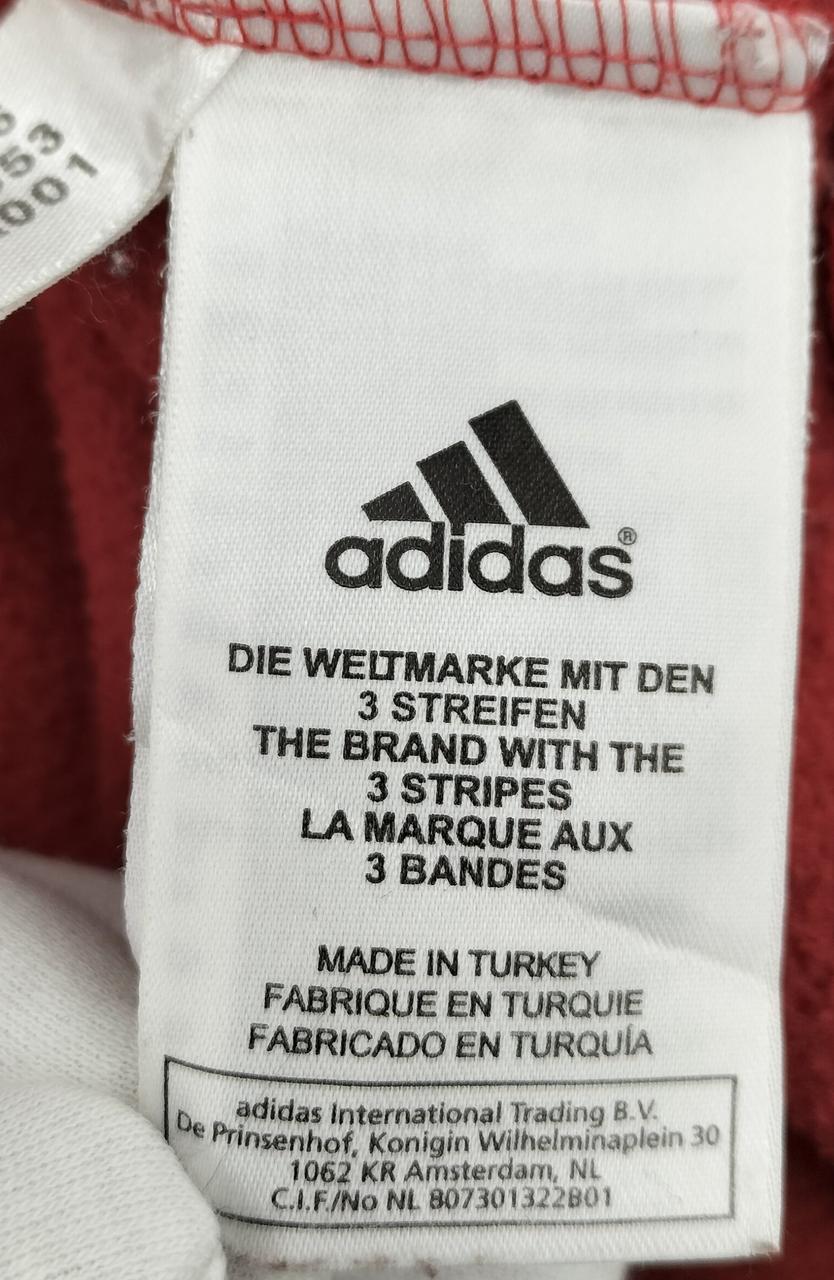 53
001
adidas®
DIE WELTMARKE MIT DEN
3 STREIFEN
THE BRAND WITH THE
3 STRIPES
LA MARQUE AUX
3 BANDES
MADE IN TURKEY
FABRIQUE EN TURQUIE
FABRICADO EN TURQUÍA
adidas International Trading B.V.
De Prinsenhof, Konigin Wilhelminaplein 30
1062 KR Amsterdam, NL
C.I.F./No NL 807301322B01